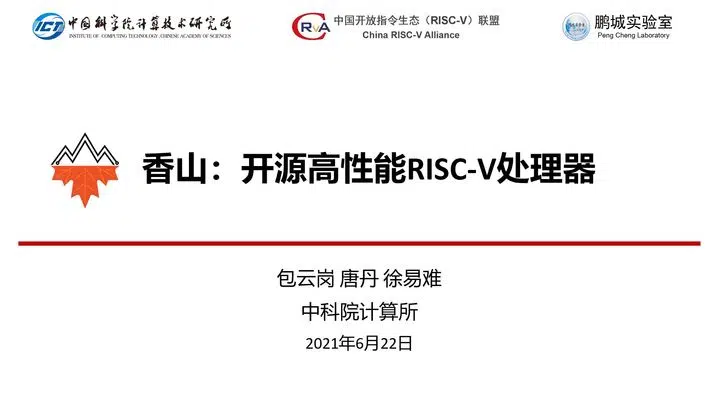 ICT 中国科学院计算技术研究所
INSTITUTE OF COMPUTING TECHNOLOGY, CHINESE ACADEMY OF SCIENCES
CRVA 中国开放指令生态（RISC-V）联盟
China RISC-V Alliance
鹏城实验室
Peng Cheng Laboratory
香山：开源高性能RISC-V处理器
包云岗 唐丹 徐易难
中科院计算所
2021年6月22日